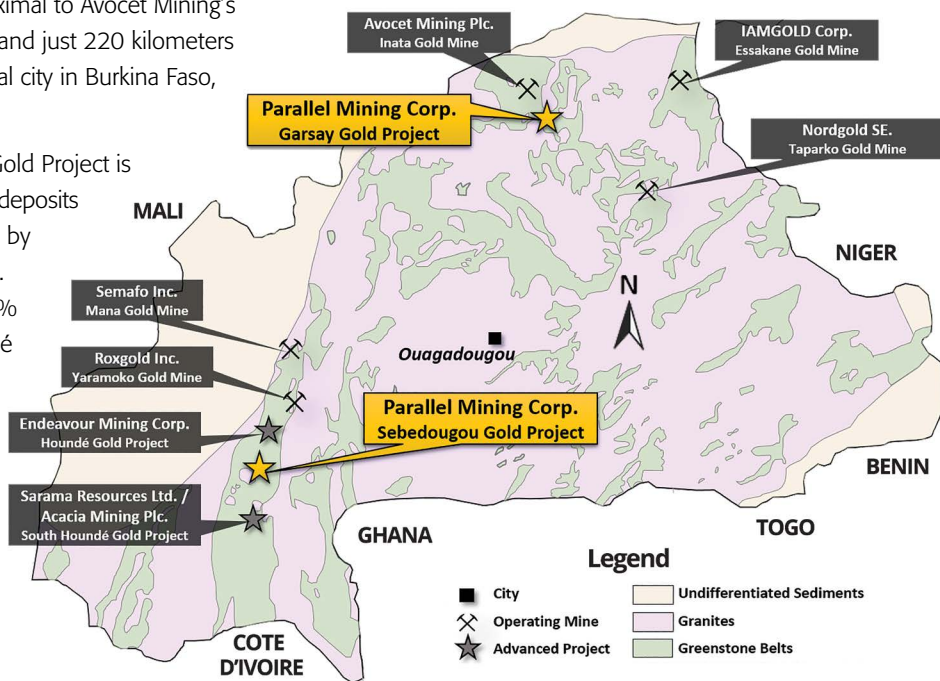 ximal to Avocet Mining's
and just 220 kilometers
al city in Burkina Faso,
Gold Project is
deposits
by
.
%
é
Avocet Mining Plc.
Inata Gold Mine
IAMGOLD Corp.
Essakane Gold Mine
Parallel Mining Corp.
Garsay Gold Project
Nordgold SE.
Taparko Gold Mine
MALI
NIGER
Semafo Inc.
Mana Gold Mine
N
Ouagadougou
Roxgold Inc.
Yaramoko Gold Mine
Parallel Mining Corp.
Sebedougou Gold Project
Endeavour Mining Corp.
Houndé Gold Project
BENIN
Sarama Resources Ltd. /
Acacia Mining Plc.
South Houndé Gold Project
GHANA
TOGO
Legend
City
Undifferentiated Sediments
Operating Mine
Granites
Advanced Project
Greenstone Belts
COTE
D'IVOIRE